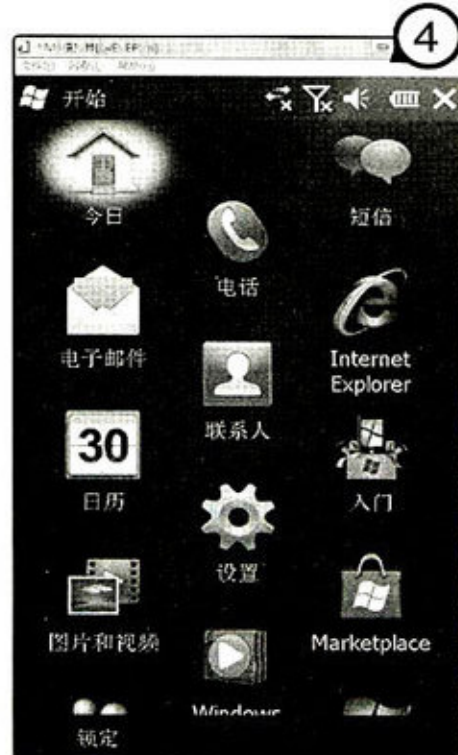 4
开始
今日
短信
电话
电子邮件
Internet
Explorer
联系人
30
日历
入门
设置
图片和视频
Marketplace
Windows
锁定